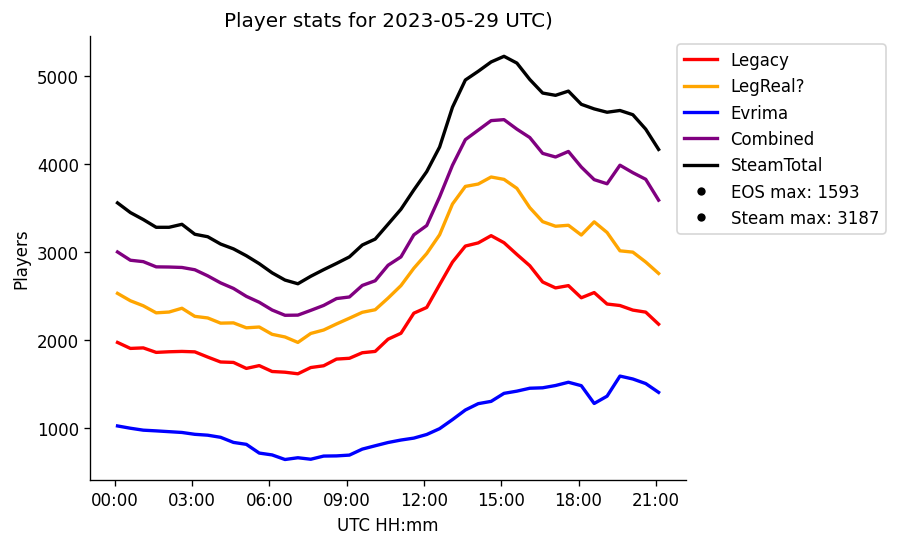 Player stats for 2023-05-29 UTC)
Players
5000
4000
3000
2000
1000
00:00 03:00 06:00 09:00 12:00 15:00 18:00 21:00
UTC HH:mm
Legacy
LegReal?
Evrima
Combined
SteamTotal
EOS max: 1593
Steam max: 3187